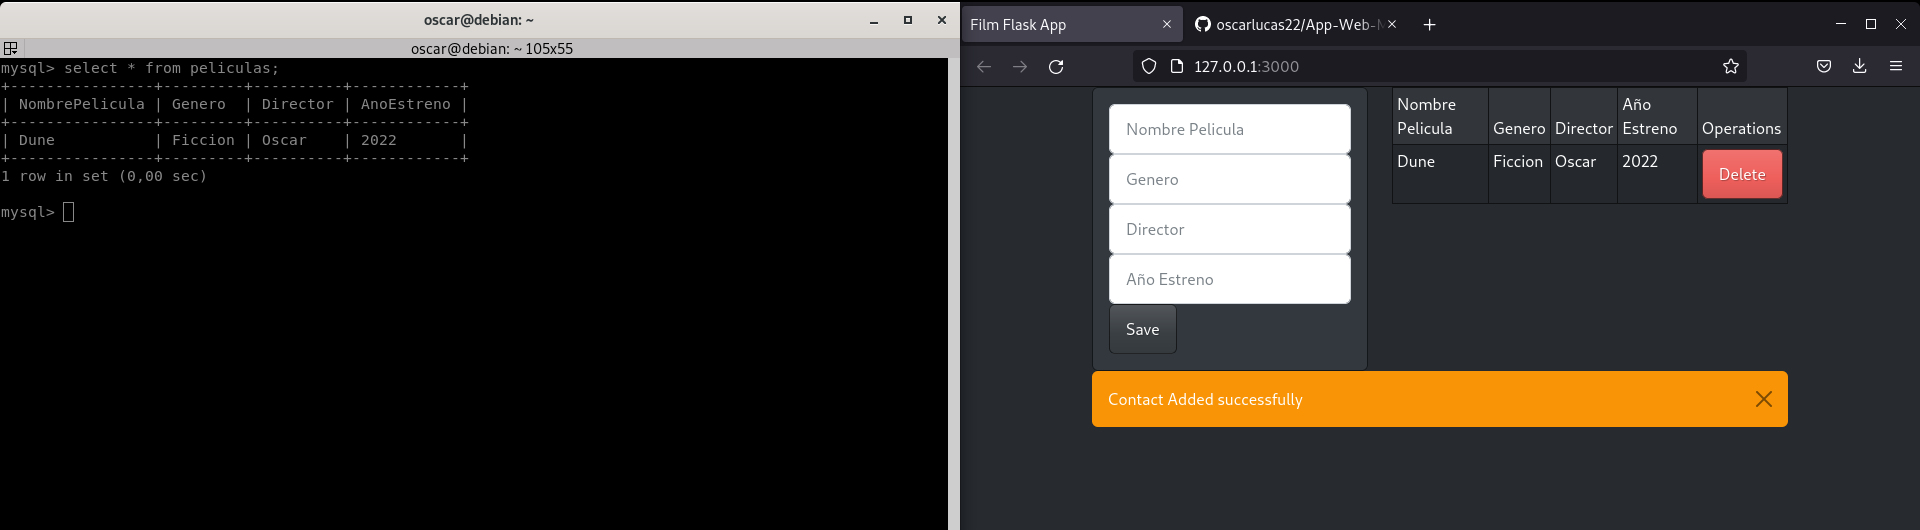 oscar@debian: ~
oscar@debian: ~ 105x55
mysql> select * from peliculas;
+----------------+---------+----------+------------+
| NombrePelicula | Genero  | Director | AnoEstreno |
+----------------+---------+----------+------------+
| Dune           | Ficcion | Oscar    | 2022       |
+----------------+---------+----------+------------+
1 row in set (0,00 sec)
mysql>
Film Flask App
oscarlucas22/App-Web-
127.0.0.1:3000
Nombre Pelicula
Genero
Director
Año Estreno
Save
Nombre
Pelicula
Genero
Director
Año
Estreno
Operations
Dune
Ficcion
Oscar
2022
Delete
Contact Added successfully